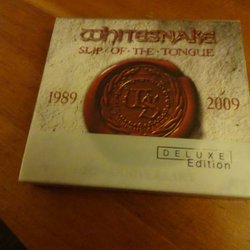 WHITESNAKE
SLIP · OF · THE · TONGUE
1989 2009
DELUXE
Edition